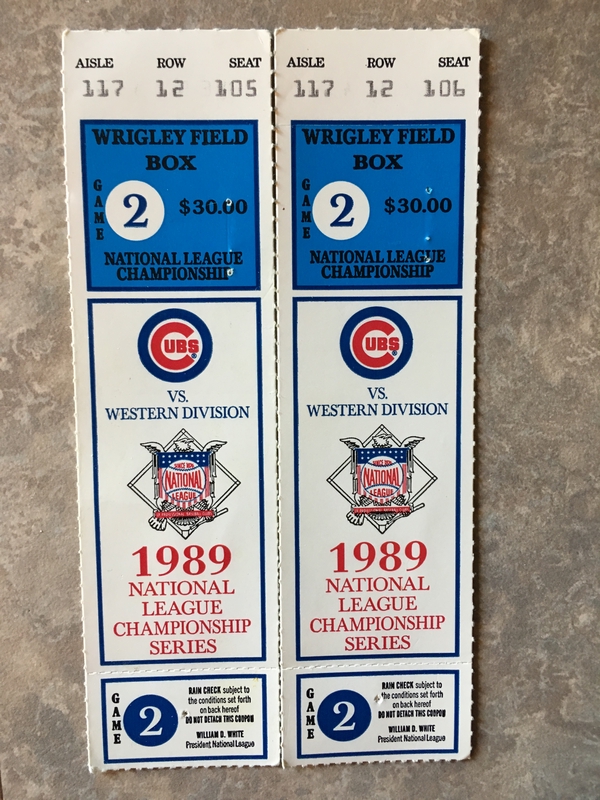 AISLE ROW SEAT
117 12 105
WRIGLEY FIELD
BOX
GAME
2
$30.00
NATIONAL LEAGUE
CHAMPIONSHIP
CUBS
VS.
WESTERN DIVISION
SINCE 1876
NATIONAL
LEAGUE
1989
NATIONAL
LEAGUE
CHAMPIONSHIP
SERIES
GAME
2
RAIN CHECK subject to
the conditions set forth
on back hereof
DO NOT DETACH THIS COUPON
WILLIAM D. WHITE
President National League
AISLE ROW SEAT
117 12 106
WRIGLEY FIELD
BOX
GAME
2
$30.00
NATIONAL LEAGUE
CHAMPIONSHIP
CUBS
VS.
WESTERN DIVISION
SINCE 1876
NATIONAL
LEAGUE
1989
NATIONAL
LEAGUE
CHAMPIONSHIP
SERIES
GAME
2
RAIN CHECK subject to
the conditions set forth
on back hereof
DO NOT DETACH THIS COUPON
WILLIAM D. WHITE
President National League